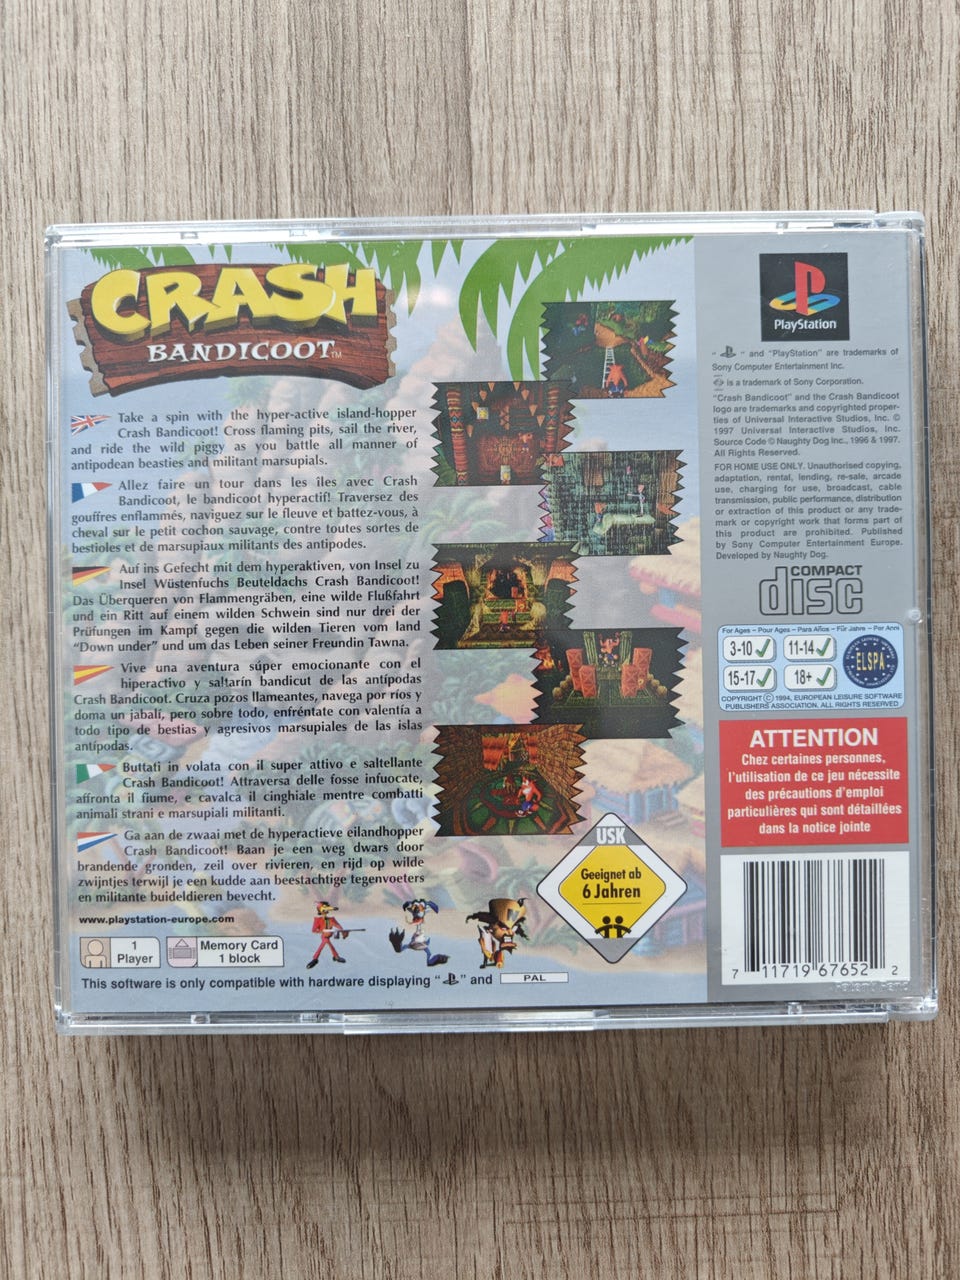 CRASH
BANDICOOT™
Take a spin with the hyper-active island-hopper
Crash Bandicoot! Cross flaming pits, sail the river,
and ride the wild piggy as you battle all manner of
antipodean beasties and militant marsupials.
Allez faire un tour dans les îles avec Crash
Bandicoot, le bandicoot hyperactif! Traversez des
gouffres enflammés, naviguez sur le fleuve et battez-vous, à
cheval sur le petit cochon sauvage, contre toutes sortes de
bestioles et de marsupiaux militants des antipodes.
Auf ins Gefecht mit dem hyperaktiven, von Insel zu
Insel Wüstenfuchs Beuteldachs Crash Bandicoot!
Das Überqueren von Flammengräben, eine wilde Flußfahrt
und ein Ritt auf einem wilden Schwein sind nur drei der
Prüfungen im Kampf gegen die wilden Tieren vom land
"Down under" und um das Leben seiner Freundin Tawna.
Vive una aventura súper emocionante con el
hiperactivo y saltarín bandicut de las antípodas
Crash Bandicoot. Cruza pozos llameantes, navega por ríos y
doma un jabalí, pero sobre todo, enfréntate con valentía a
todo tipo de bestias y agresivos marsupiales de las islas
antípodas.
Buttati in volata con il super attivo e saltellante
Crash Bandicoot! Attraversa delle fosse infuocate,
affronta il fiume, e cavalca il cinghiale mentre combatti
animali strani e marsupiali militanti.
Ga aan de zwaai met de hyperactieve eilandhopper
Crash Bandicoot! Baan je een weg dwars door
brandende gronden, zeil over rivieren, en rijd op wilde
zwijntjes terwijl je een kudde aan beestachtige tegenvoeters
en militante buideldieren bevecht.
www.playstation-europe.com
1
Player
Memory Card
1 block
This software is only compatible with hardware displaying " " and PAL
USK
Geeignet ab
6 Jahren
PlayStation
" " and "PlayStation" are trademarks of
Sony Computer Entertainment Inc.
is a trademark of Sony Corporation.
"Crash Bandicoot" and the Crash Bandicoot
logo are trademarks and copyrighted proper-
ties of Universal Interactive Studios, Inc. ©
1997 Universal Interactive Studios, Inc.
Source Code © Naughty Dog Inc., 1996 & 1997.
All Rights Reserved.
FOR HOME USE ONLY. Unauthorised copying,
adaptation, rental, lending, re-sale, arcade
use, charging for use, broadcast, cable
transmission, public performance, distribution
or extraction of this product or any trade-
mark or copyright work that forms part of
this product are prohibited. Published
by Sony Computer Entertainment Europe.
Developed by Naughty Dog.
COMPACT
disc
For Ages – Pour Ages – Para Años – Für Jahre – Per Anni
3-10 11-14
15-17 18+
ELSPA
COPYRIGHT © 1994, EUROPEAN LEISURE SOFTWARE
PUBLISHERS ASSOCIATION. ALL RIGHTS RESERVED
ATTENTION
Chez certaines personnes,
l'utilisation de ce jeu nécessite
des précautions d'emploi
particulières qui sont détaillées
dans la notice jointe
7 11719 67652 2